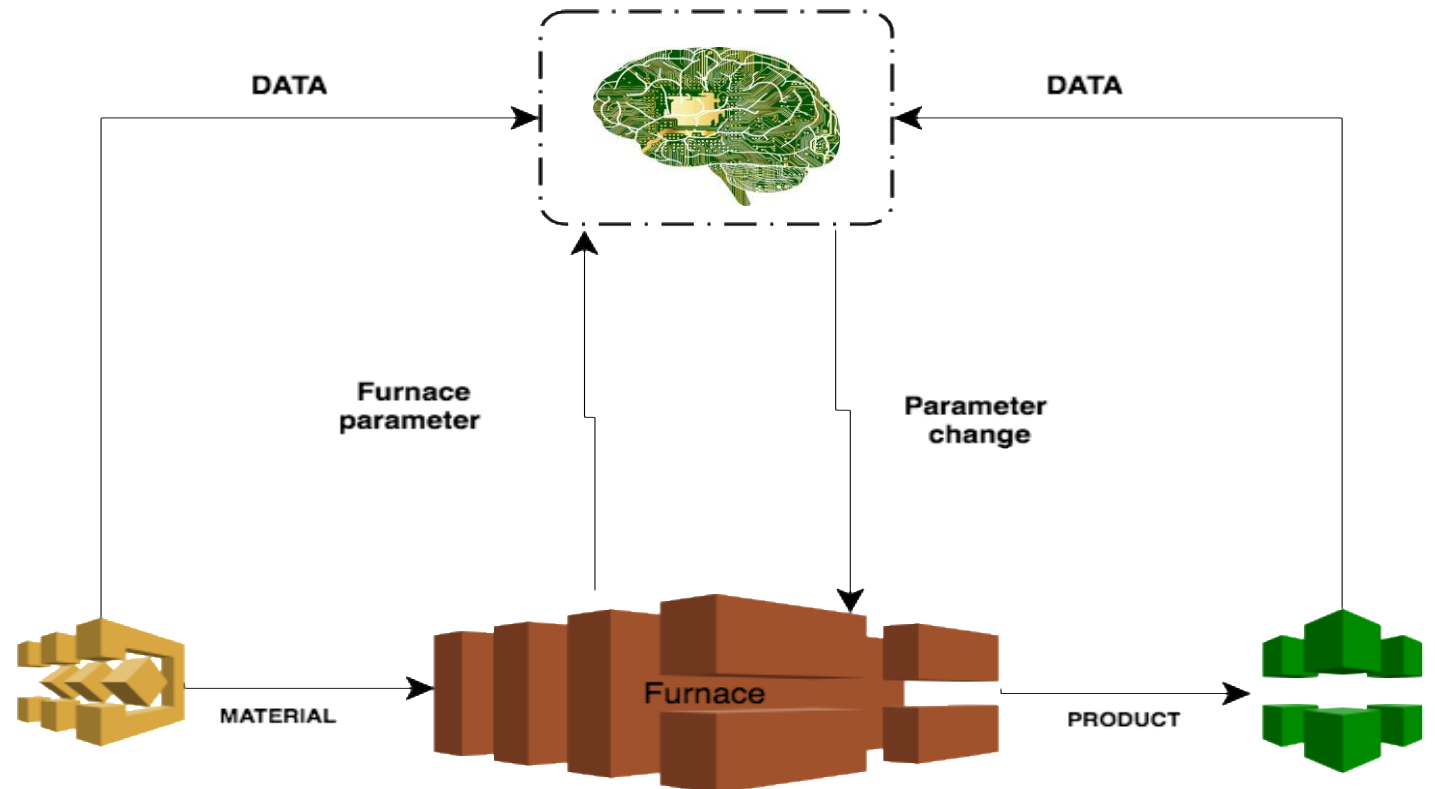 DATA
DATA
Furnace
parameter
Parameter
change
Furnace
MATERIAL
PRODUCT